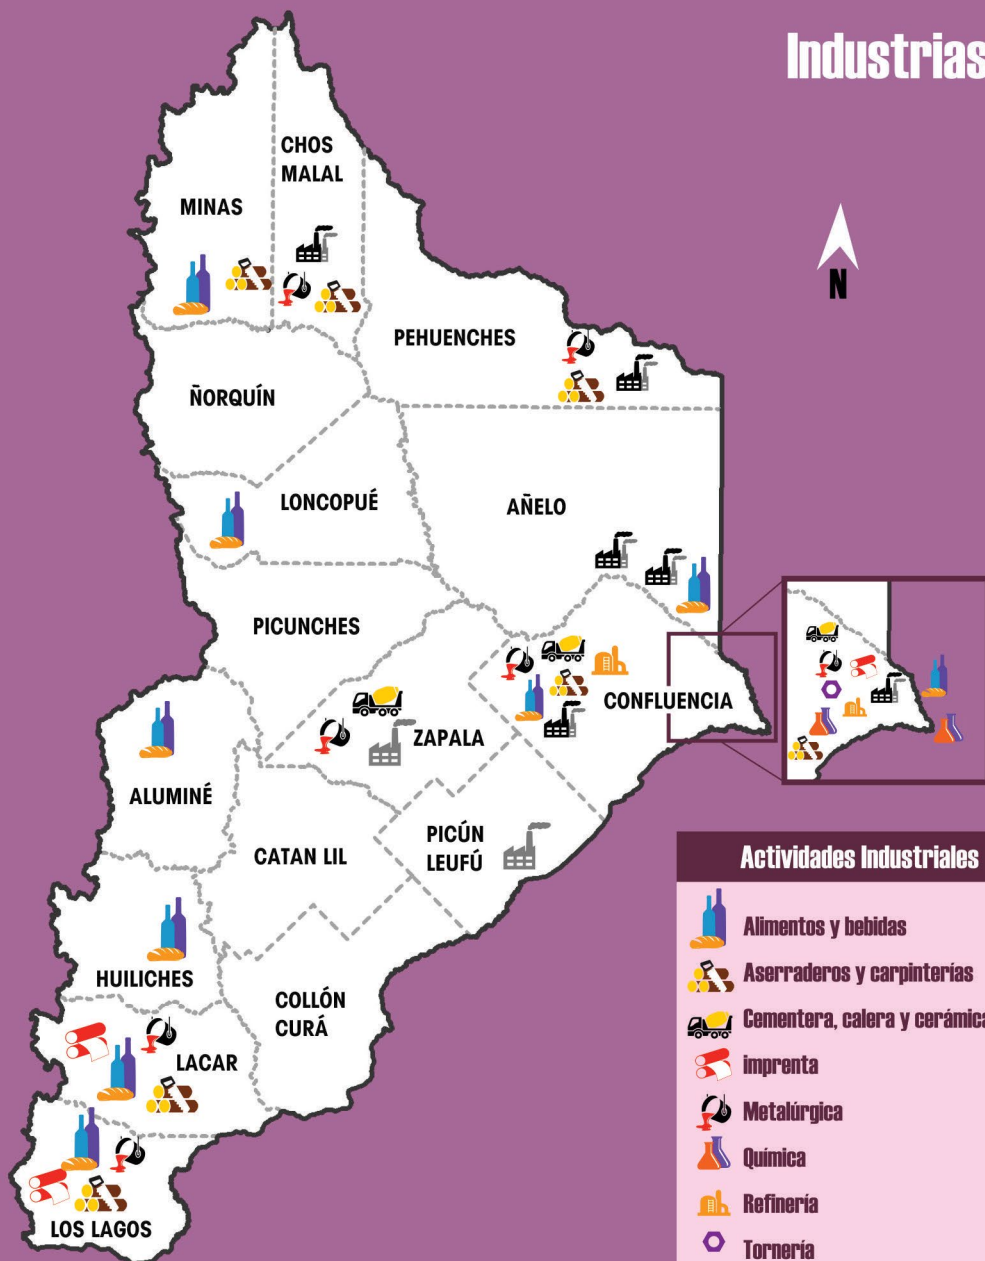 Industrias
CHOS
MALAL
MINAS
N
PEHUENCHES
ÑORQUÍN
LONCOPUÉ
AÑELO
PICUNCHES
CONFLUENCIA
ZAPALA
ALUMINÉ
PICÚN
LEUFÚ
CATAN LIL
HUILICHES
COLLÓN
CURÁ
LACAR
LOS LAGOS
Actividades Industriales
Alimentos y bebidas
Aserraderos y carpinterías
Cementera, calera y cerámica
imprenta
Metalúrgica
Química
Refinería
Tornería